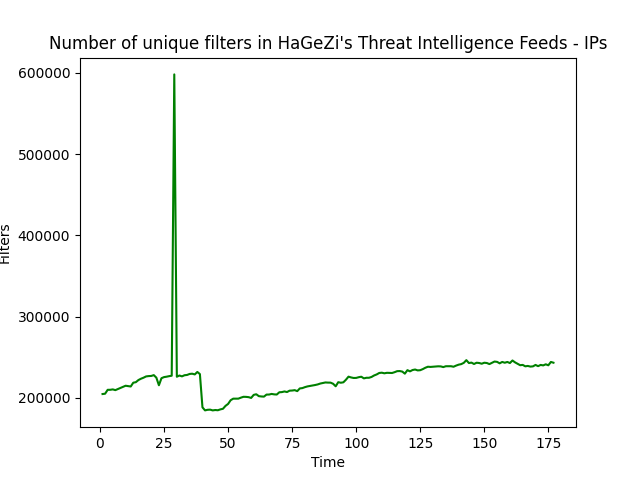 Number of unique filters in HaGeZi's Threat Intelligence Feeds - IPs
600000
500000
400000
300000
200000
Filters
0 25 50 75 100 125 150 175
Time